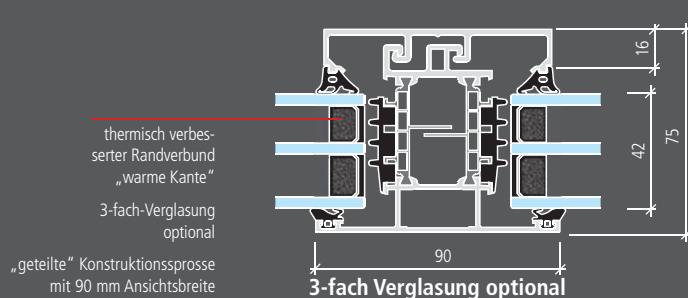 thermisch verbes-
serter Randverbund
„warme Kante“
3-fach-Verglasung
optional
„geteilte“ Konstruktionssprosse
mit 90 mm Ansichtsbreite
16
75
42
90
3-fach Verglasung optional